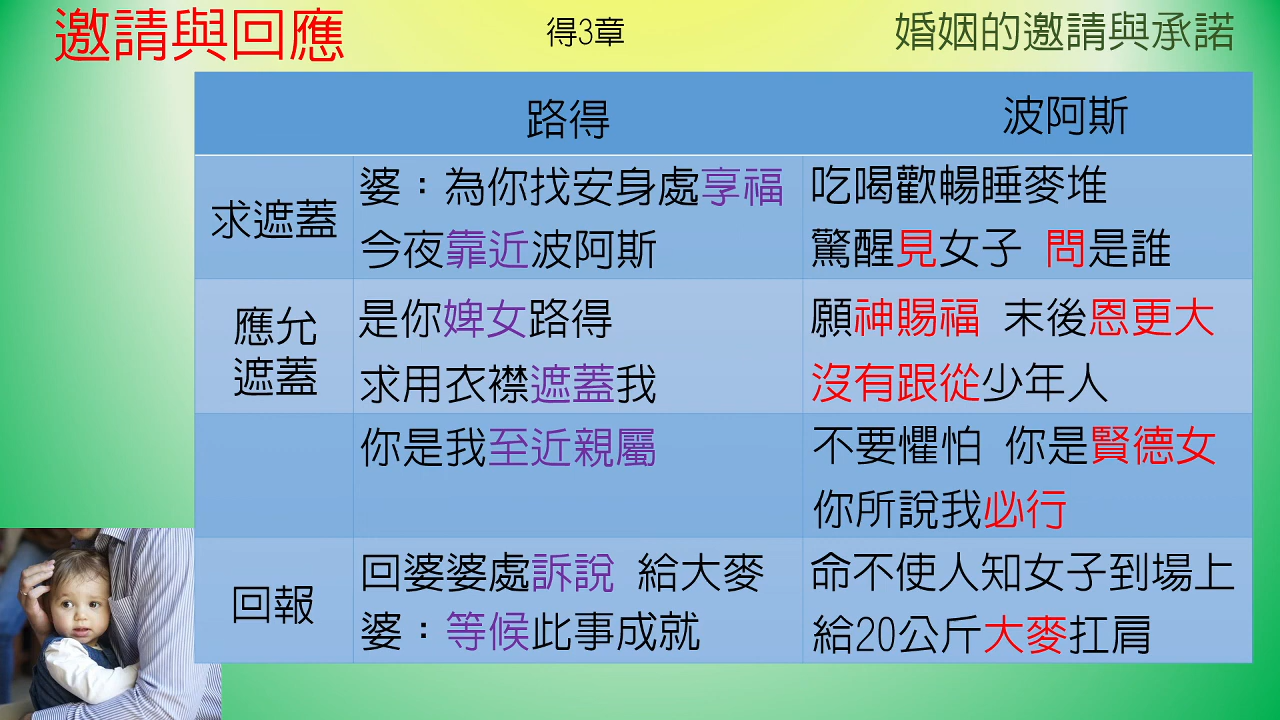 邀請與回應
得3章
婚姻的邀請與承諾
路得
波阿斯
求遮蓋
婆：為你找安身處享福
今夜靠近波阿斯
吃喝歡暢睡麥堆
驚醒見女子 問是誰
應允
遮蓋
是你婢女路得
求用衣襟遮蓋我
願神賜福 末後恩更大
沒有跟從少年人
你是我至近親屬
不要懼怕 你是賢德女
你所說我必行
回報
回婆婆處訴說 給大麥
婆：等候此事成就
命不使人知女子到場上
給20公斤大麥扛肩